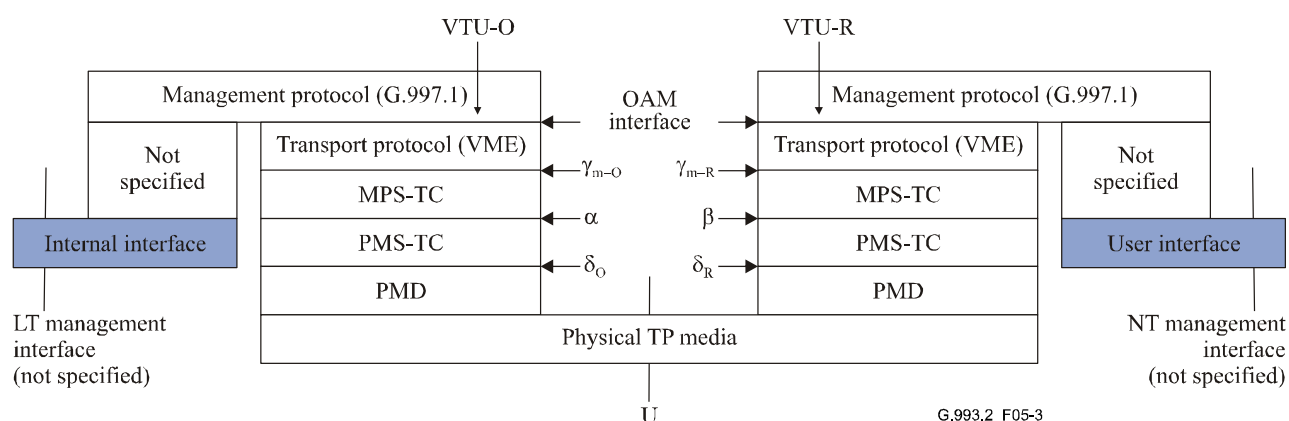 VTU-O
VTU-R
Management protocol (G.997.1)
OAM
interface
Management protocol (G.997.1)
Not
specified
Transport protocol (VME)
Transport protocol (VME)
Not
specified
γm–O
γm–R
MPS-TC
MPS-TC
α
β
Internal interface
PMS-TC
PMS-TC
User interface
δO
δR
PMD
PMD
LT management
interface
(not specified)
Physical TP media
NT management
interface
(not specified)
U
G.993.2_F05-3